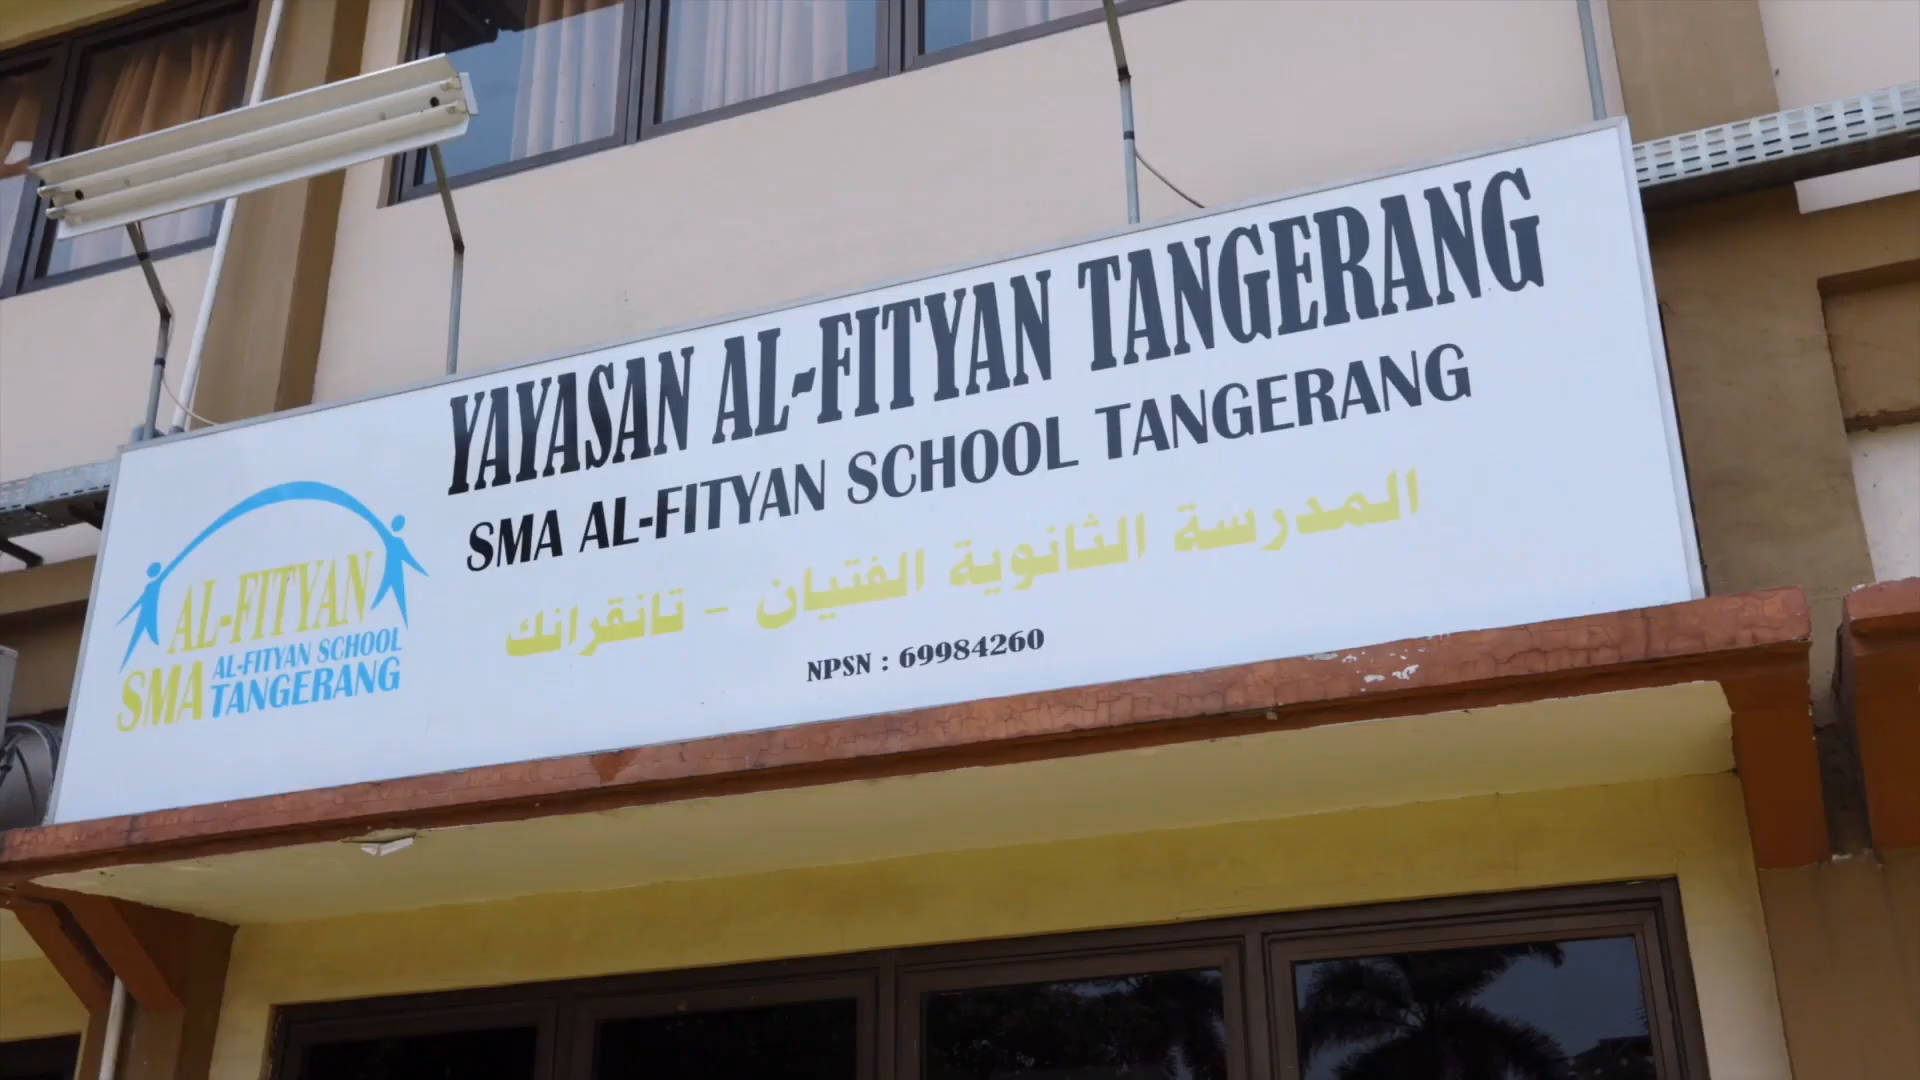 YAYASAN AL-FITYAN TANGERANG
SMA AL-FITYAN SCHOOL TANGERANG
المدرسة الثانوية الفتيان - تانقرانك
NPSN : 69984260
AL-FITYAN
SMA AL-FITYAN SCHOOL
TANGERANG